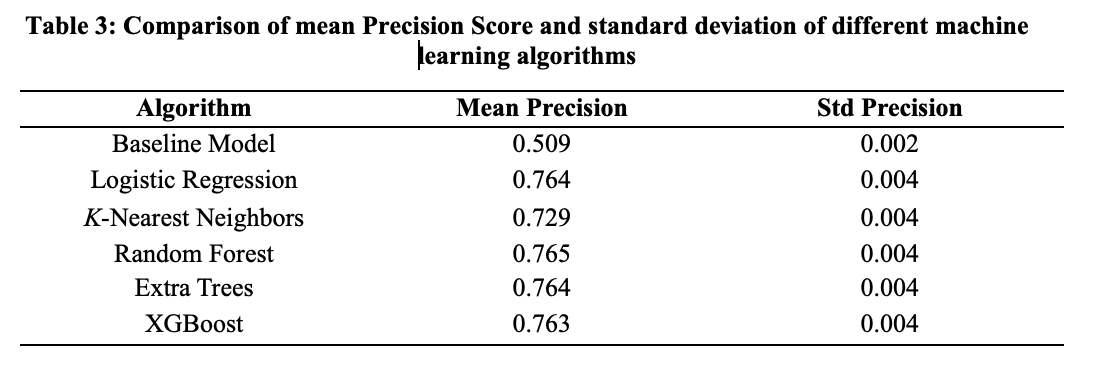 Table 3: Comparison of mean Precision Score and standard deviation of different machine
learning algorithms
Algorithm Mean Precision Std Precision
Baseline Model 0.509 0.002
Logistic Regression 0.764 0.004
K-Nearest Neighbors 0.729 0.004
Random Forest 0.765 0.004
Extra Trees 0.764 0.004
XGBoost 0.763 0.004